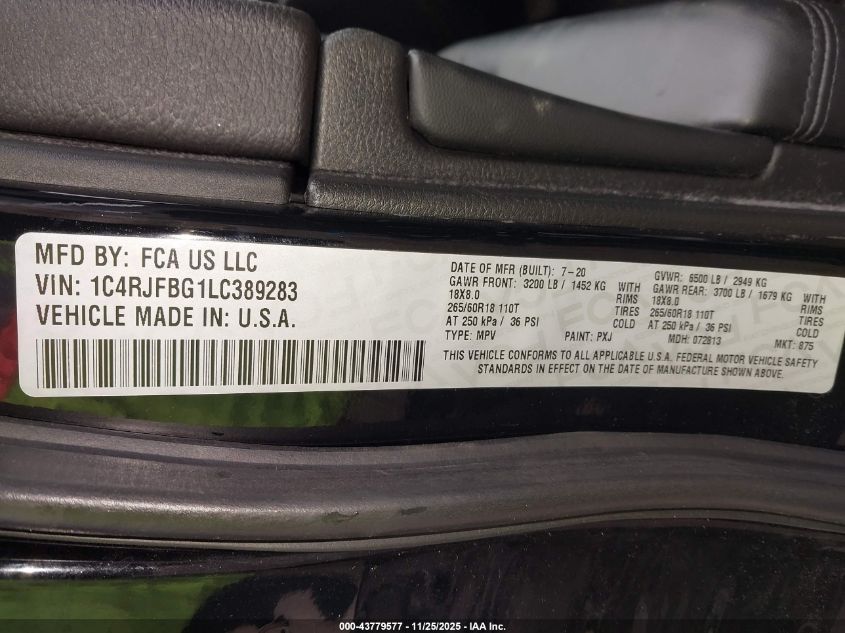 MFD BY: FCA US LLC
VIN: 1C4RJFBG1LC389283
VEHICLE MADE IN: U.S.A.
DATE OF MFR (BUILT): 7-20
GAWR FRONT: 3200 LB / 1452 KG WITH
18X8.0 RIMS
265/60R18 110T TIRES
AT 250 kPa / 36 PSI COLD
TYPE: MPV PAINT: PXJ
GVWR: 6500 LB / 2949 KG
GAWR REAR: 3700 LB / 1679 KG WITH
18X8.0 RIMS
265/60R18 110T TIRES
AT 250 kPa / 36 PSI COLD
MDH: 072813 MKT: 875
THIS VEHICLE CONFORMS TO ALL APPLICABLE U.S.A. FEDERAL MOTOR VEHICLE SAFETY
STANDARDS IN EFFECT ON THE DATE OF MANUFACTURE SHOWN ABOVE.
000-43779577 - 11/25/2025 - IAA Inc.